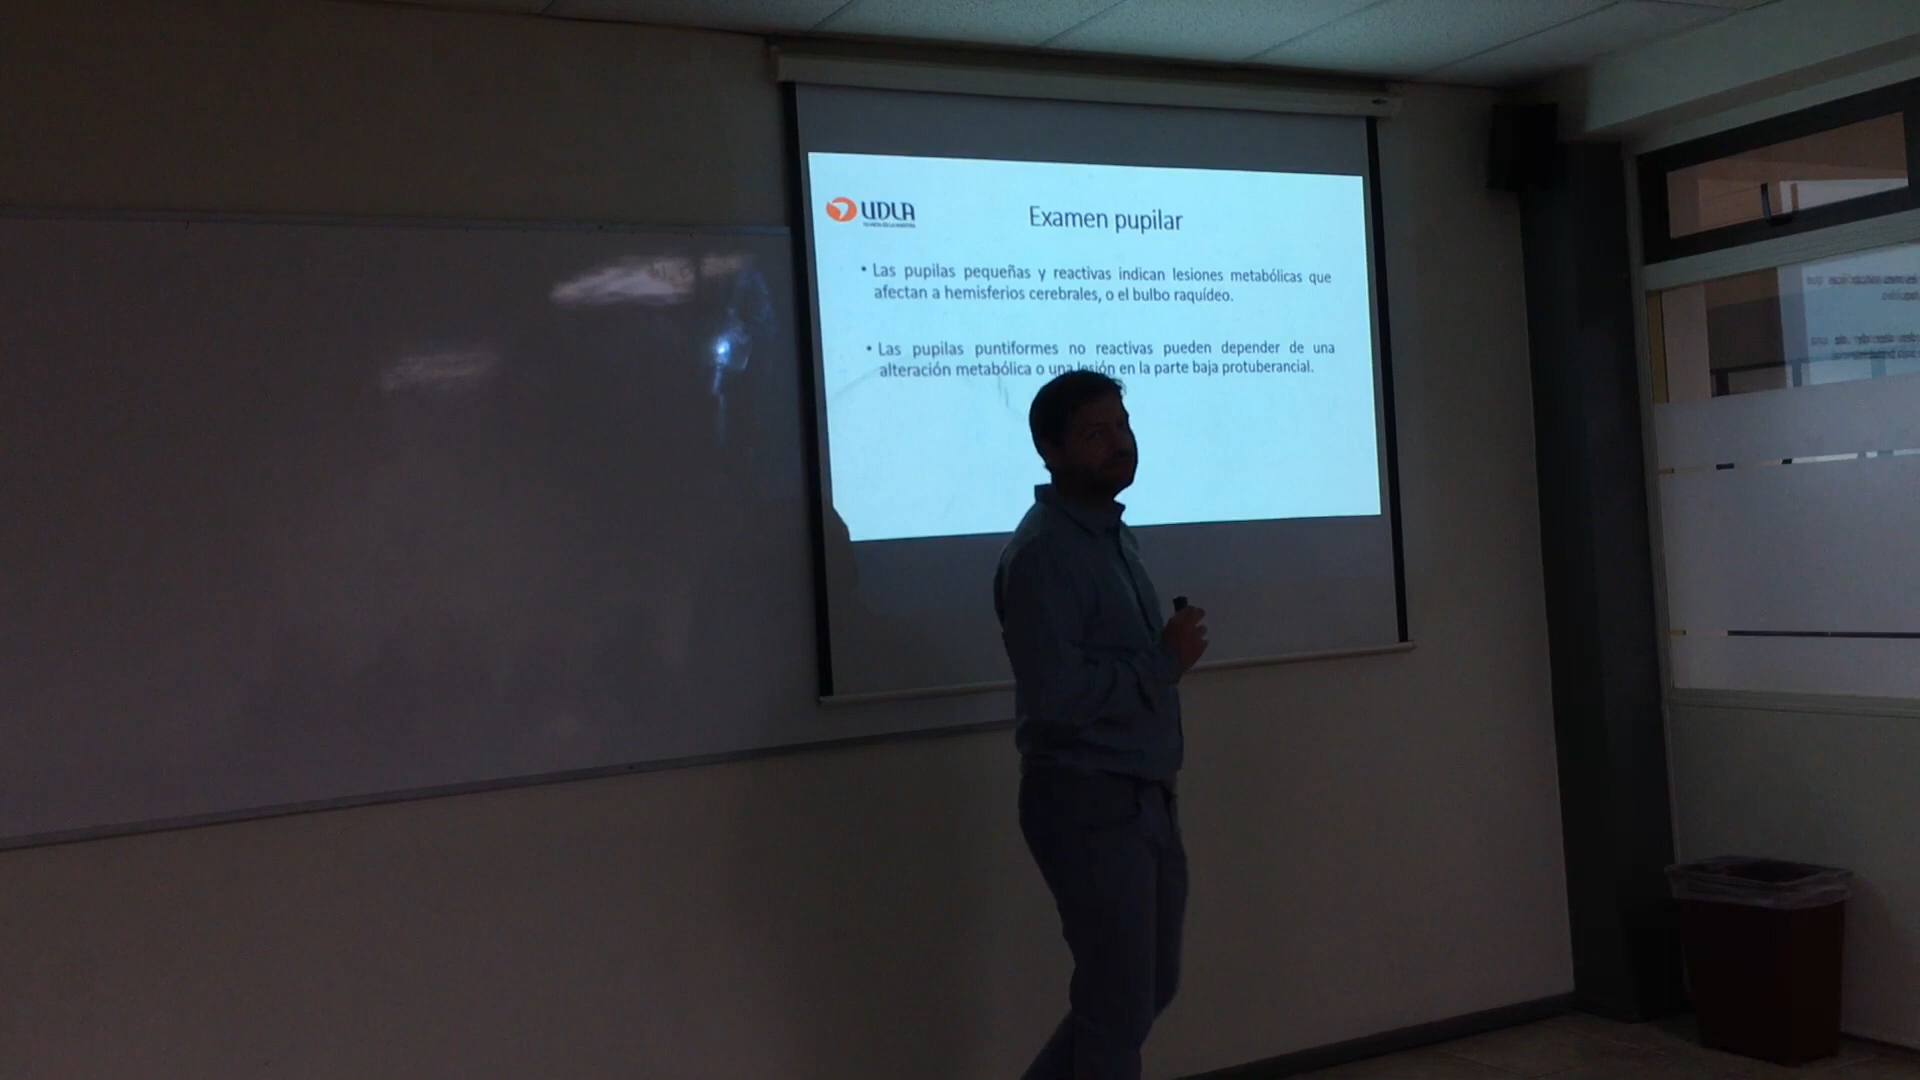 UDLA
Examen pupilar
• Las pupilas pequeñas y reactivas indican lesiones metabólicas que
afectan a hemisferios cerebrales, o el bulbo raquídeo.
• Las pupilas puntiformes no reactivas pueden depender de una
alteración metabólica o una lesión en la parte baja protuberancial.